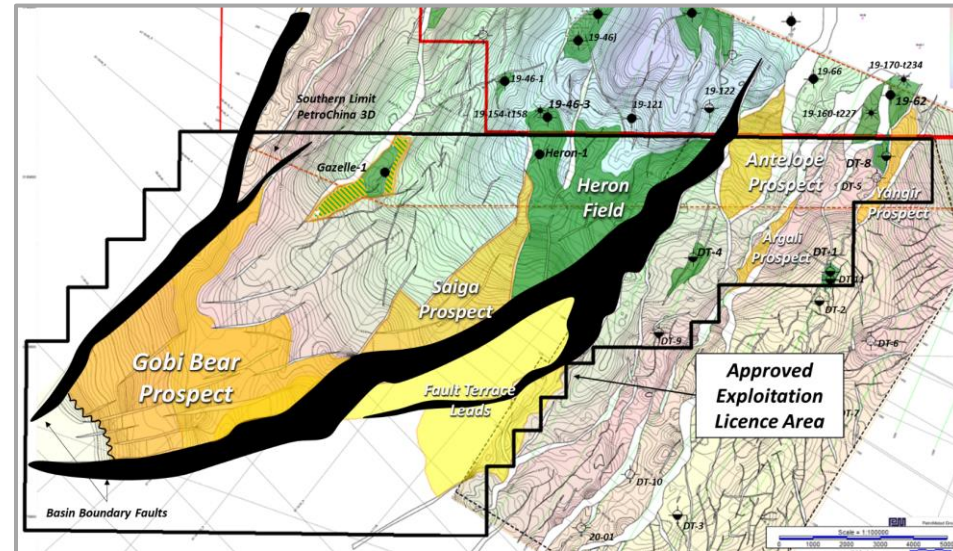 19-46J
19-170-t234
19-66
19-46-1
19-62
19-122
Southern Limit
PetroChina 3D
19-46-3
19-154-t158
19-121
19-160-t227
Heron-1
Gazelle-1
Antelope
Prospect
DT-8
DT-5
Heron
Field
Yangir
Prospect
Argali
Prospect
DT-4
DT-1
DT-11
Saiga
Prospect
DT-2
DT-9
DT-6
Gobi Bear
Prospect
Fault Terrace
Leads
Approved
Exploitation
Licence Area
DT-7
DT-10
Basin Boundary Faults
DT-3
20-01
Scale = 1:100000
0 1000 2000 3000 4000 5000